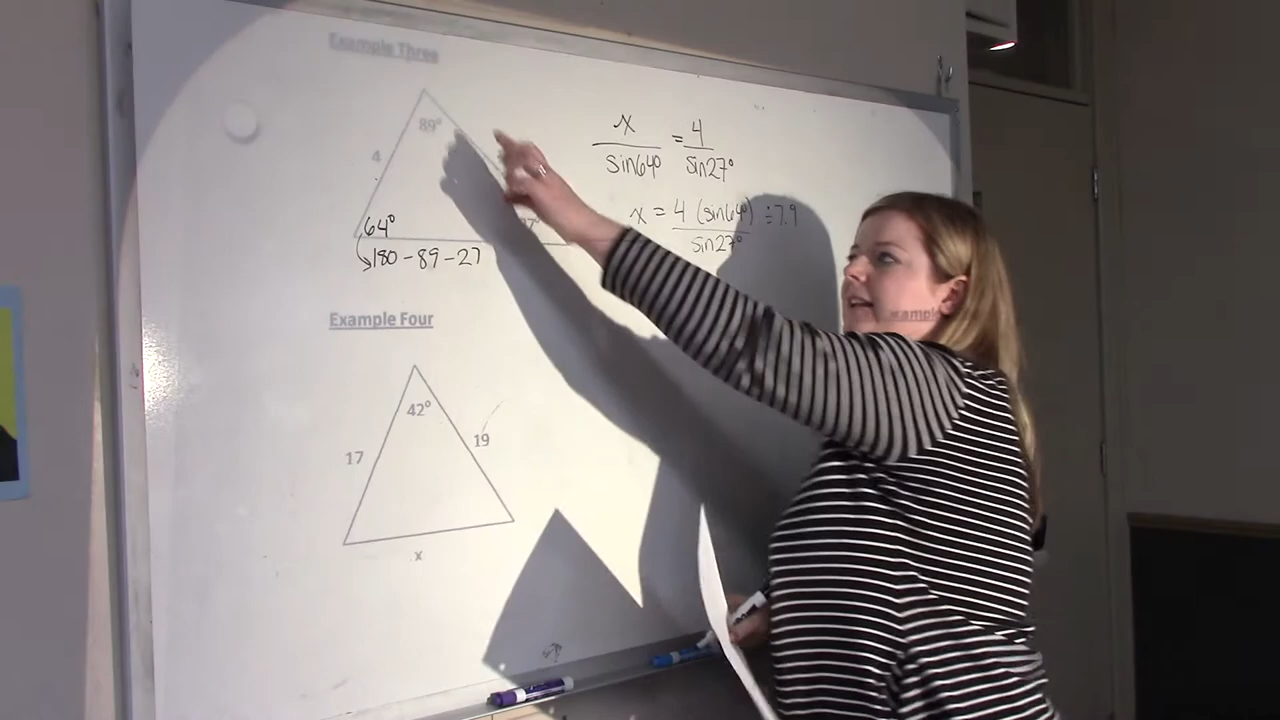 Example Three
89°
4
64°
180 - 89 - 27
x/sin64° = 4/sin27°
x = 4 (sin64°)/sin27° ≐ 7.9
Example Four
42°
17
19
x